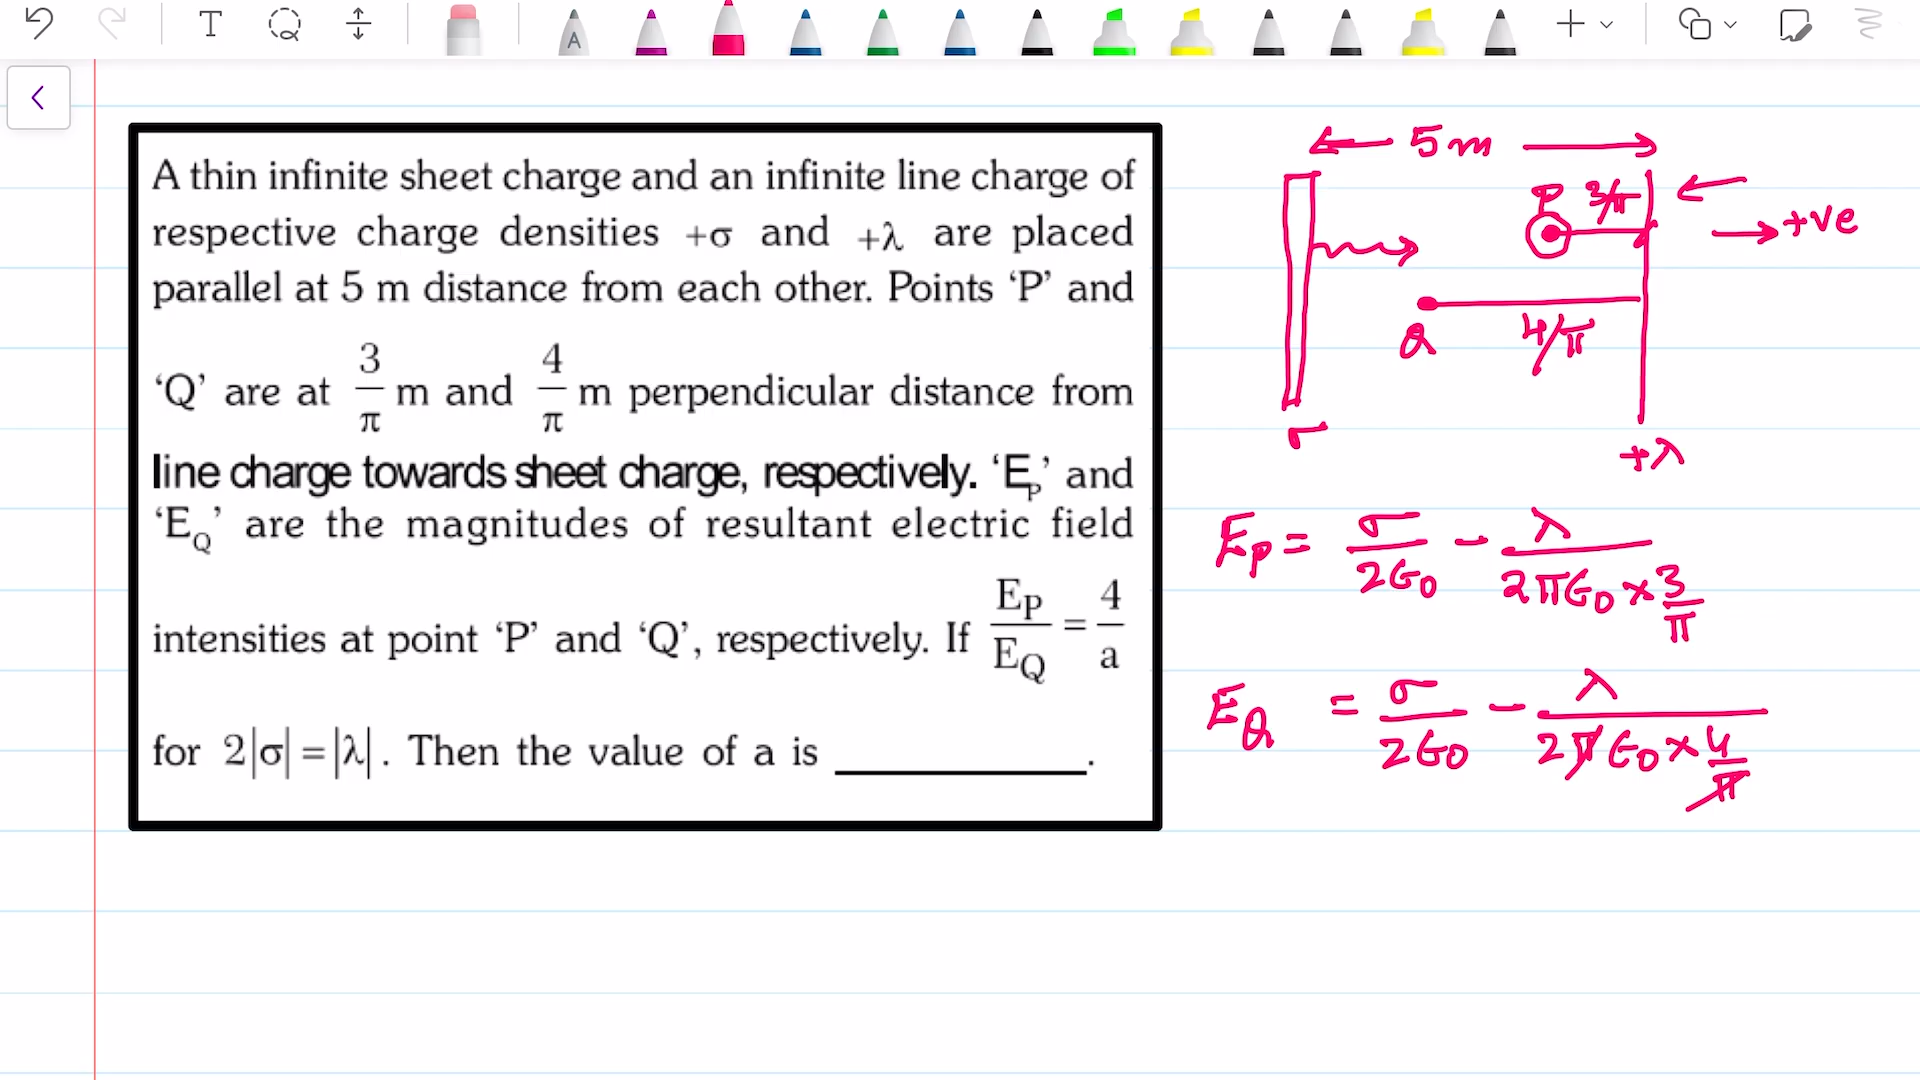 T
A
A thin infinite sheet charge and an infinite line charge of
respective charge densities +σ and +λ are placed
parallel at 5 m distance from each other. Points ‘P’ and
‘Q’ are at 3/π m and 4/π m perpendicular distance from
line charge towards sheet charge, respectively. ‘E_P’ and
‘E_Q’ are the magnitudes of resultant electric field
intensities at point ‘P’ and ‘Q’, respectively. If E_P/E_Q = 4/a
for 2|σ| = |λ|. Then the value of a is ________.
5m
P 3/π
+ve
Q 4/π
σ
+λ
E_P = σ/2ϵ0 - λ/(2πϵ0 × 3/π)
E_Q = σ/2ϵ0 - λ/(2πϵ0 × 4/π)